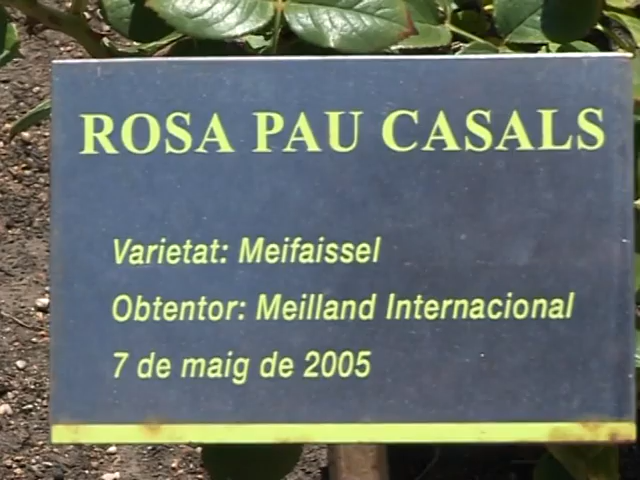 ROSA PAU CASALS
Varietat: Meifaissel
Obtentor: Meilland Internacional
7 de maig de 2005